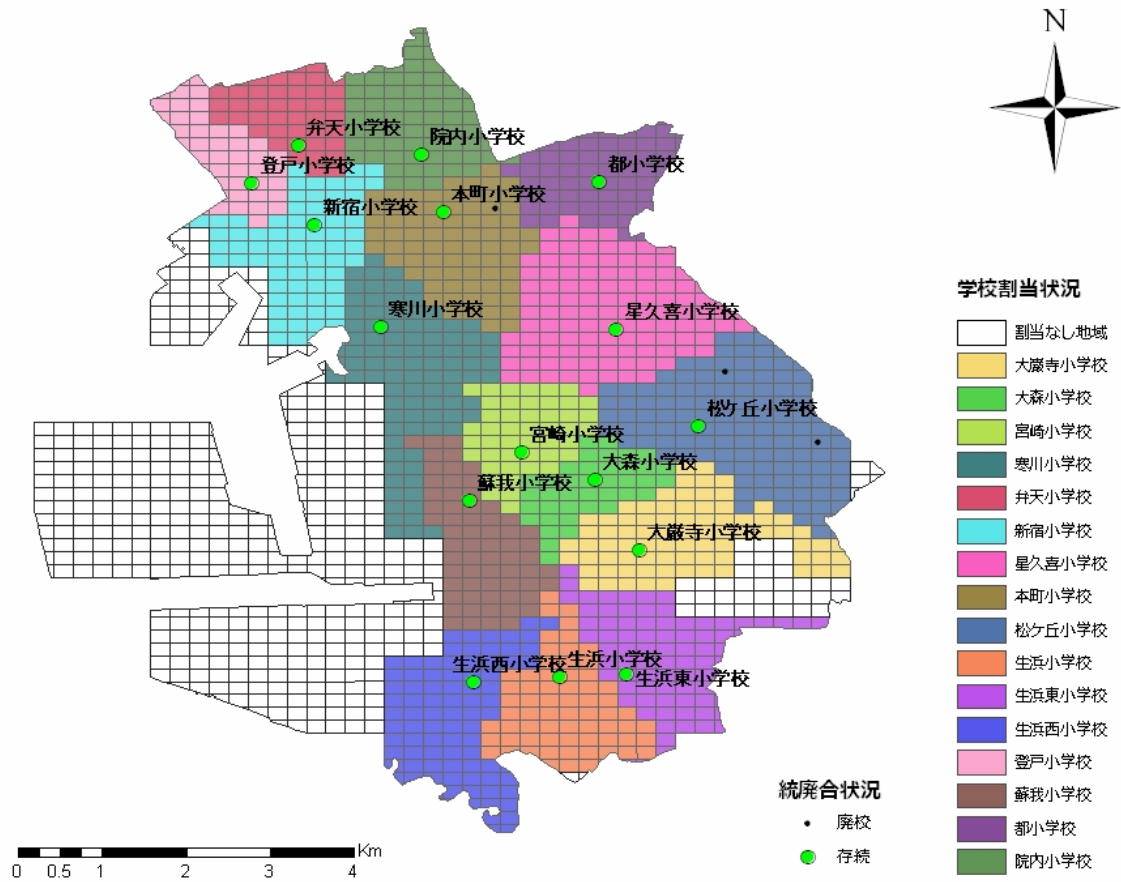 N
弁天小学校
院内小学校
登戸小学校
都小学校
新宿小学校
本町小学校
寒川小学校
星久喜小学校
松ケ丘小学校
宮崎小学校
大森小学校
蘇我小学校
大厳寺小学校
生浜西小学校
生浜小学校
生浜東小学校
学校割当状況
割当なし地域
大巌寺小学校
大森小学校
宮崎小学校
寒川小学校
弁天小学校
新宿小学校
星久喜小学校
本町小学校
松ケ丘小学校
生浜小学校
生浜東小学校
生浜西小学校
登戸小学校
蘇我小学校
都小学校
院内小学校
統廃合状況
廃校
存続
Km
0 0.5 1 2 3 4